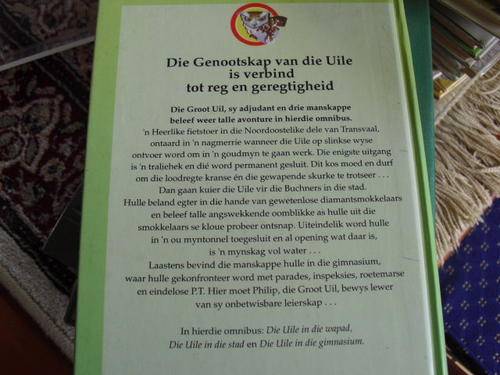 Die Genootskap van die Uile
is verbind
tot reg en geregtigheid
Die Groot Uil, sy adjudant en drie manskappe
beleef weer talle avonture in hierdie omnibus.
'n Heerlike fietstoer in die Noordoostelike dele van Transvaal,
ontaard in 'n nagmerrie wanneer die Uile op slinkse wyse
ontvoer word om in 'n goudmyn te gaan werk. Die enigste uitgang
is 'n traliehek en dié word permanent gesluit. Dit kos moed en durf
om die loodregte kranse én die gewapende skurke te trotseer . . .
Dan gaan kuier die Uile vir die Buchners in die stad.
Hulle beland egter in die hande van gewetenlose diamantsmokkelaars
en beleef talle angswekkende oomblikke as hulle uit die
smokkelaars se kloue probeer ontsnap. Uiteindelik word hulle
in 'n ou myntonnel toegesluit en al opening wat daar is,
is 'n mynskag vol water . . .
Laastens bevind die manskappe hulle in die gimnasium,
waar hulle gekonfronteer word met parades, inspeksies, roetemarse
en eindelose P.T. Hier moet Philip, die Groot Uil, bewys lewer
van sy onbetwisbare leierskap . . .
In hierdie omnibus: Die Uile in die wapad,
Die Uile in die stad en Die Uile in die gimnasium.